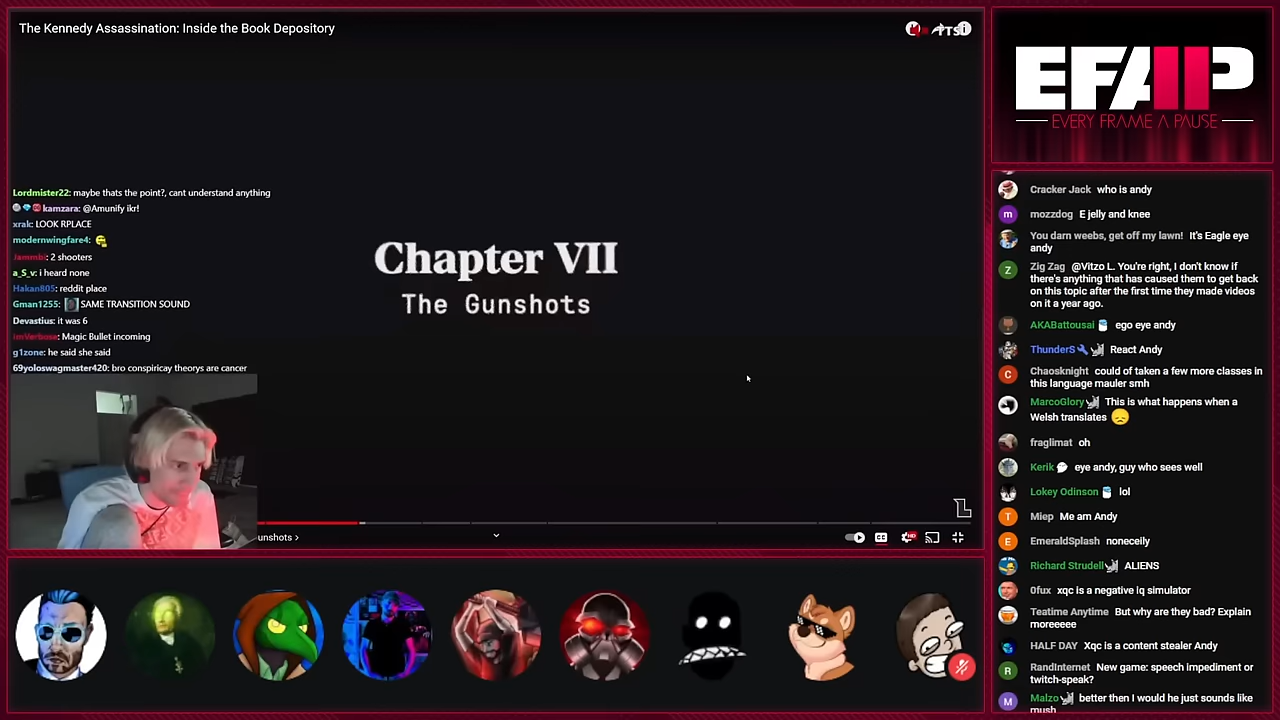 The Kennedy Assassination: Inside the Book Depository
Lordmister22: maybe thats the point?, cant understand anything
kamzara: @Amunify ikr!
xralc: LOOK RPLACE
modernwingfare4:
Jammbi: 2 shooters
a_S_v: i heard none
Hakan805: reddit place
Gman1255: SAME TRANSITION SOUND
Devastius: it was 6
ImVerbose: Magic Bullet incoming
g1zone: he said she said
69yoloswagmaster420: bro conspiricay theorys are cancer
Chapter VII
The Gunshots
unshots ›
EFAP
EVERY FRAME A PAUSE
Cracker Jack who is andy
mozzdog E jelly and knee
You darn weebs, get off my lawn! It's Eagle eye
andy
Zig Zag @Vitzo L. You're right, I don't know if
there's anything that has caused them to get back
on this topic after the first time they made videos
on it a year ago.
AKABattousai ego eye andy
ThunderS React Andy
Chaosknight could of taken a few more classes in
this language mauler smh
MarcoGlory This is what happens when a
Welsh translates
fraglimat oh
Kerik eye andy, guy who sees well
Lokey Odinson lol
Miep Me am Andy
EmeraldSplash noneceily
Richard Strudell ALIENS
0fux xqc is a negative iq simulator
Teatime Anytime But why are they bad? Explain
moreeeee
HALF DAY Xqc is a content stealer Andy
RandInternet New game: speech impediment or
twitch-speak?
Malzo better then I would he just sounds like
mush